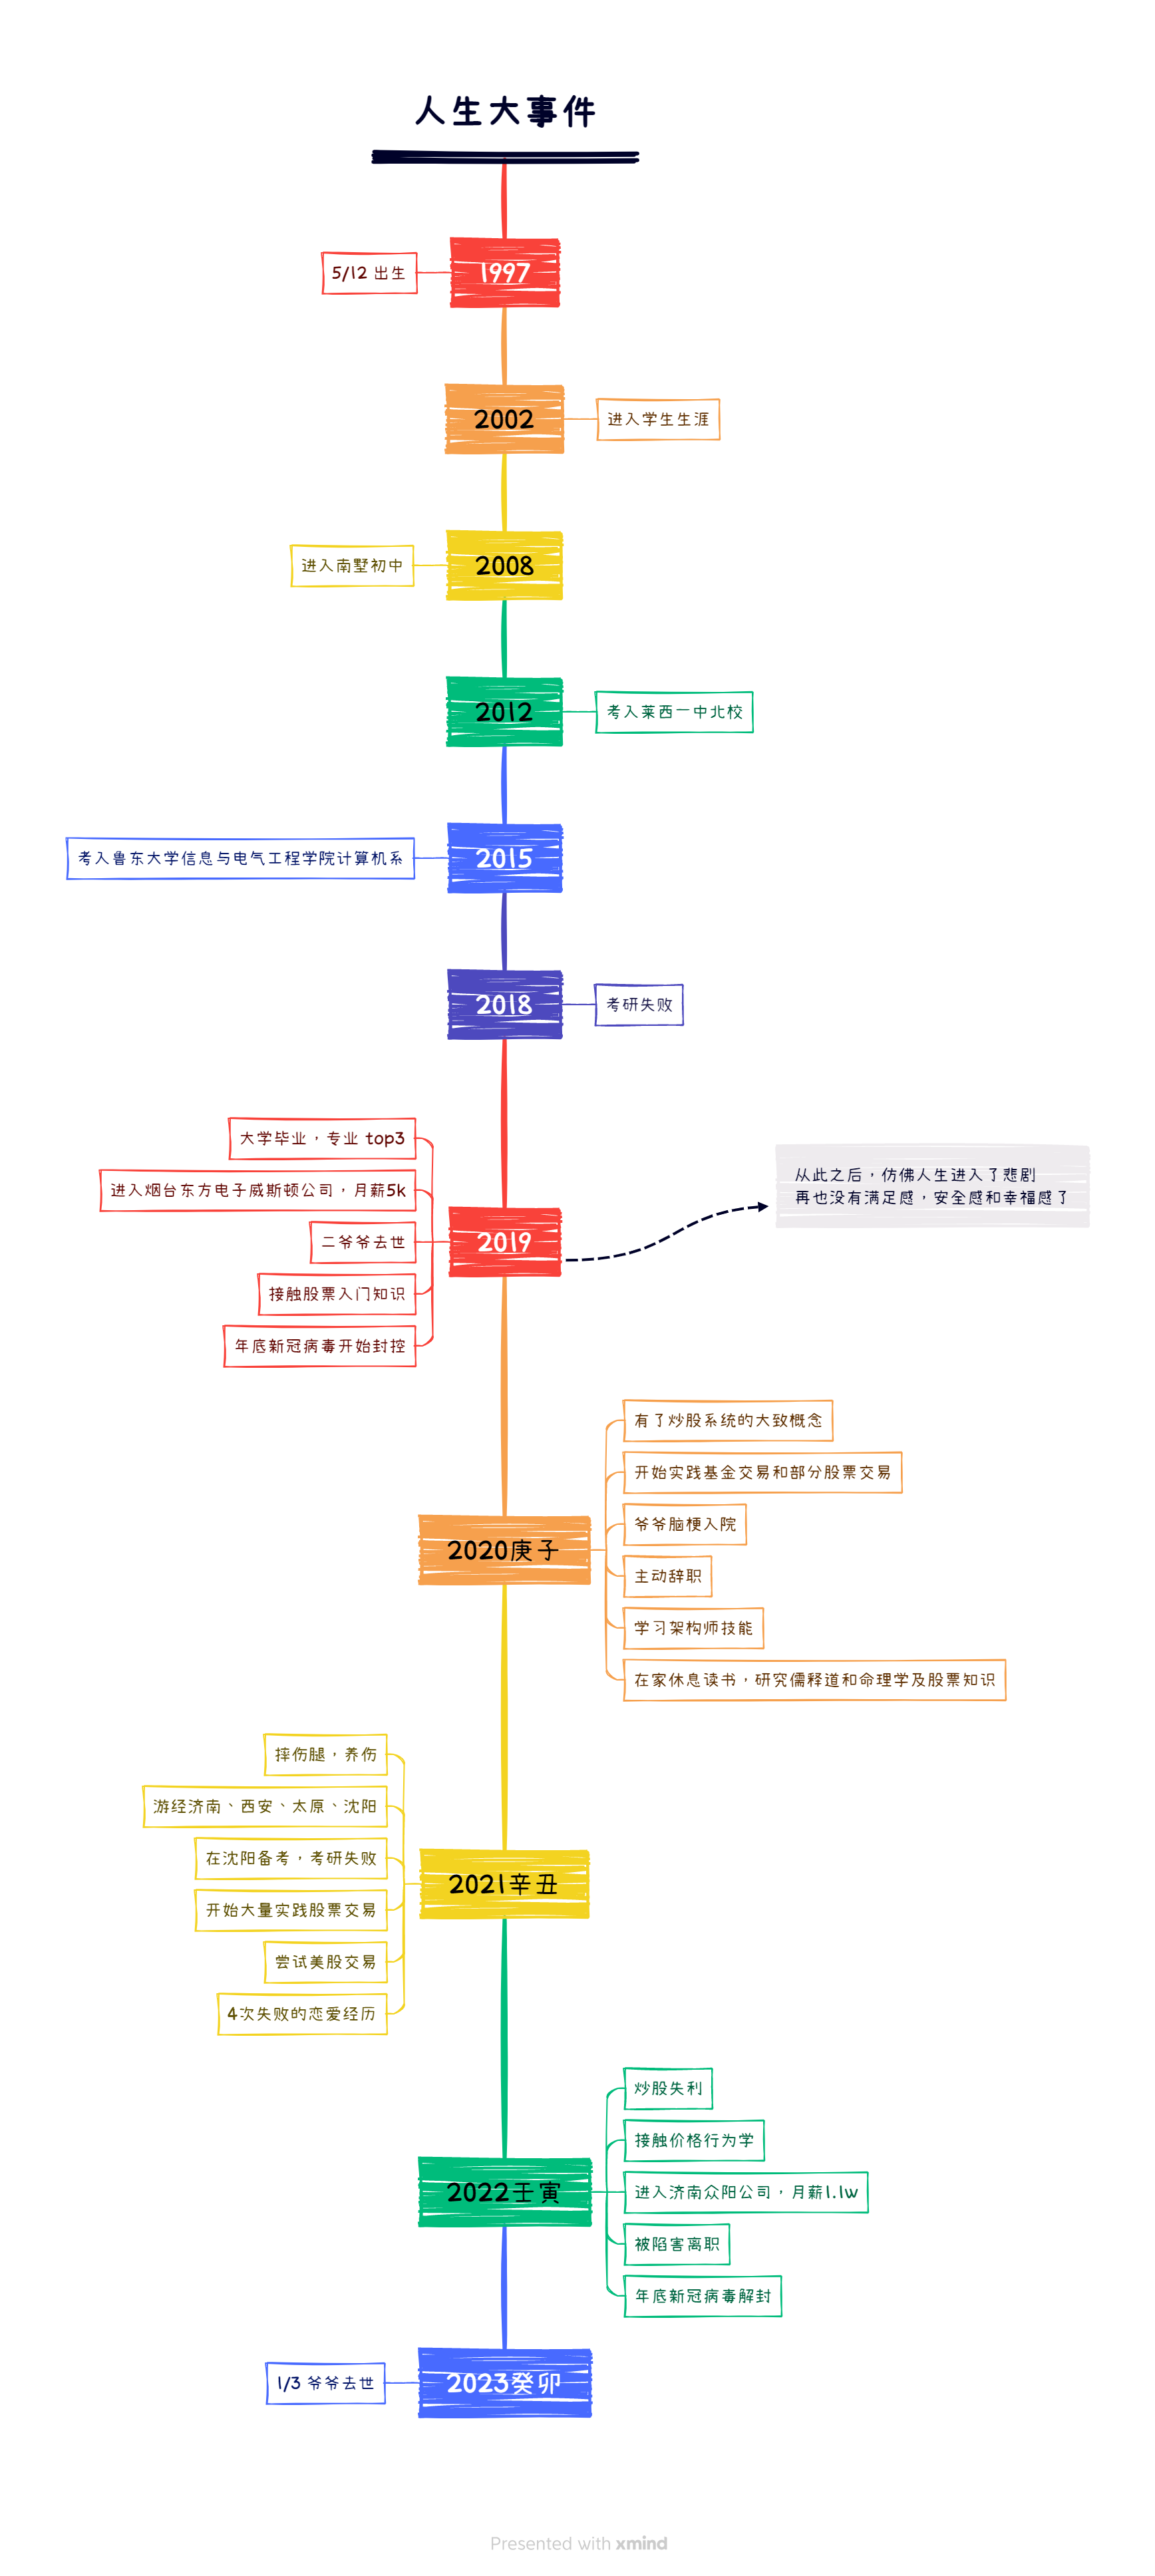 人生大事件
1997
5/12 出生
2002
进入学生生涯
2008
进入南墅初中
2012
考入莱西一中北校
2015
考入鲁东大学信息与电气工程学院计算机系
2018
考研失败
2019
大学毕业，专业 top3
进入烟台东方电子威斯顿公司，月薪5k
二爷爷去世
接触股票入门知识
年底新冠病毒开始封控
从此之后，仿佛人生进入了悲剧
再也没有满足感，安全感和幸福感了
2020庚子
有了炒股系统的大致概念
开始实践基金交易和部分股票交易
爷爷脑梗入院
主动辞职
学习架构师技能
在家休息读书，研究儒释道和命理学及股票知识
2021辛丑
摔伤腿，养伤
游经济南、西安、太原、沈阳
在沈阳备考，考研失败
开始大量实践股票交易
尝试美股交易
4次失败的恋爱经历
2022壬寅
炒股失利
接触价格行为学
进入济南众阳公司，月薪1.1w
被陷害离职
年底新冠病毒解封
2023癸卯
1/3 爷爷去世
Presented with xmind